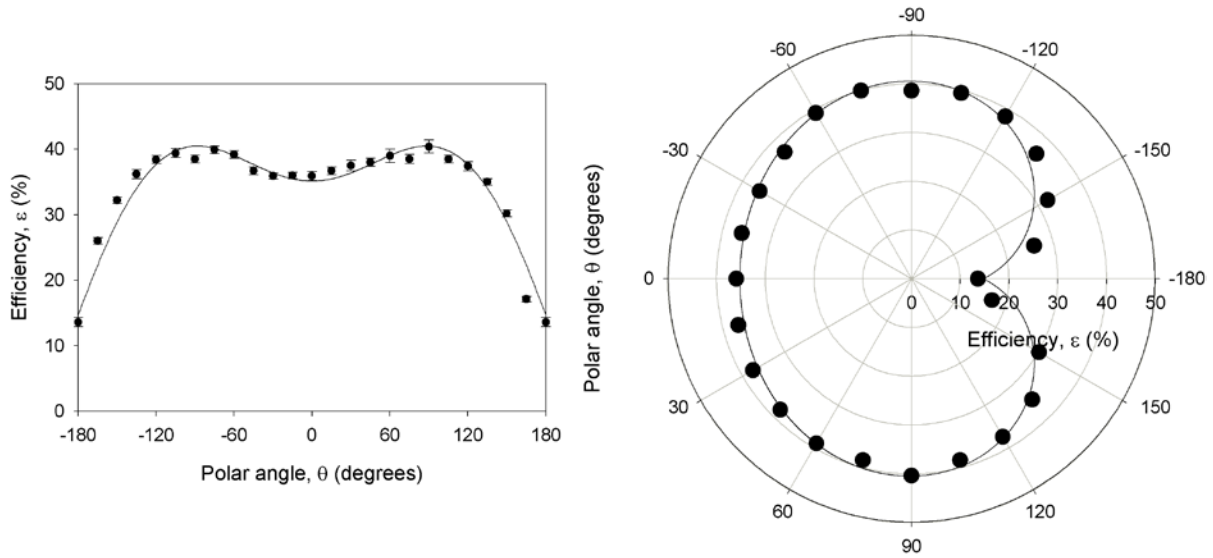 50
40
30
20
10
0
-180 -120 -60 0 60 120 180
Efficiency, ε (%)
Polar angle, θ (degrees)
-90
-60 -120
-30 -150
0 -180
0 10 20 30 40 50
Efficiency, ε (%)
30 150
60 120
90
Polar angle, θ (degrees)